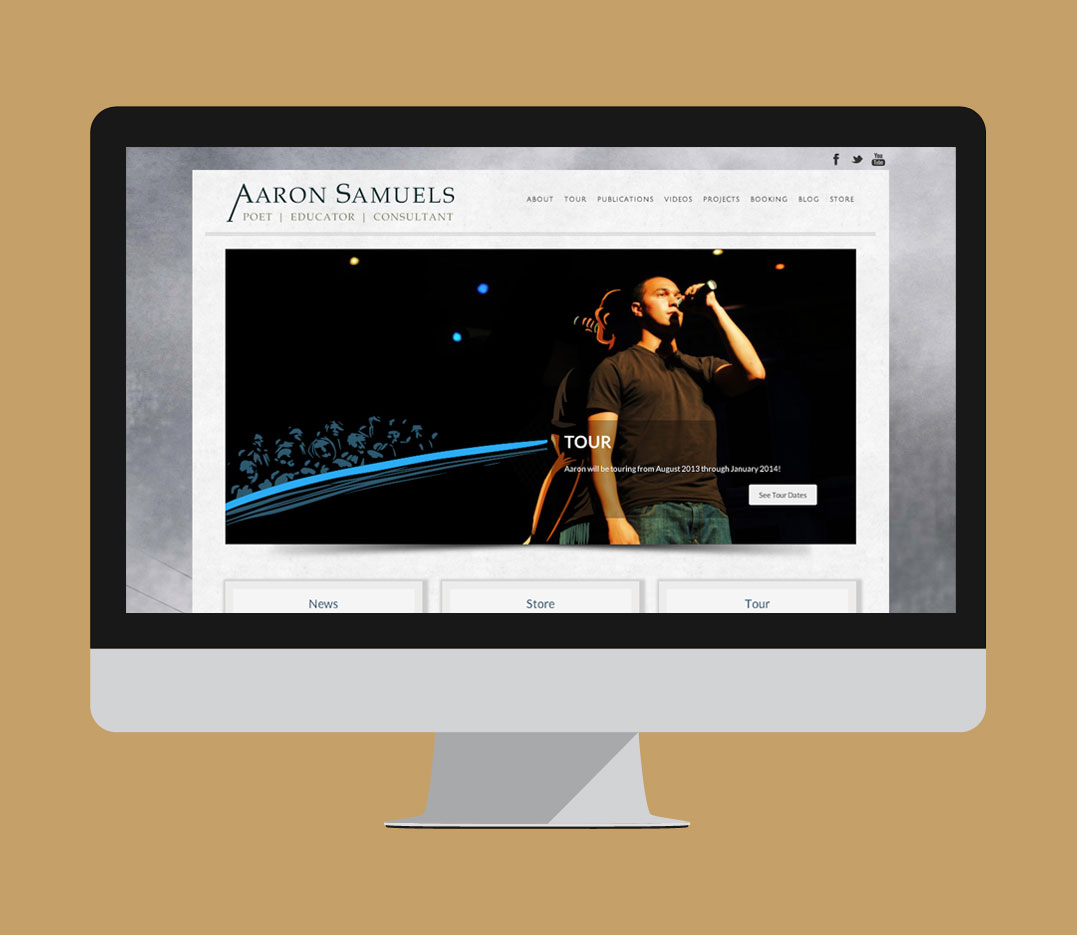 You
Tube
AARON SAMUELS
POET | EDUCATOR | CONSULTANT
ABOUT TOUR PUBLICATIONS VIDEOS PROJECTS BOOKING BLOG STORE
TOUR
Aaron will be touring from August 2013 through January 2014!
See Tour Dates
News Store Tour